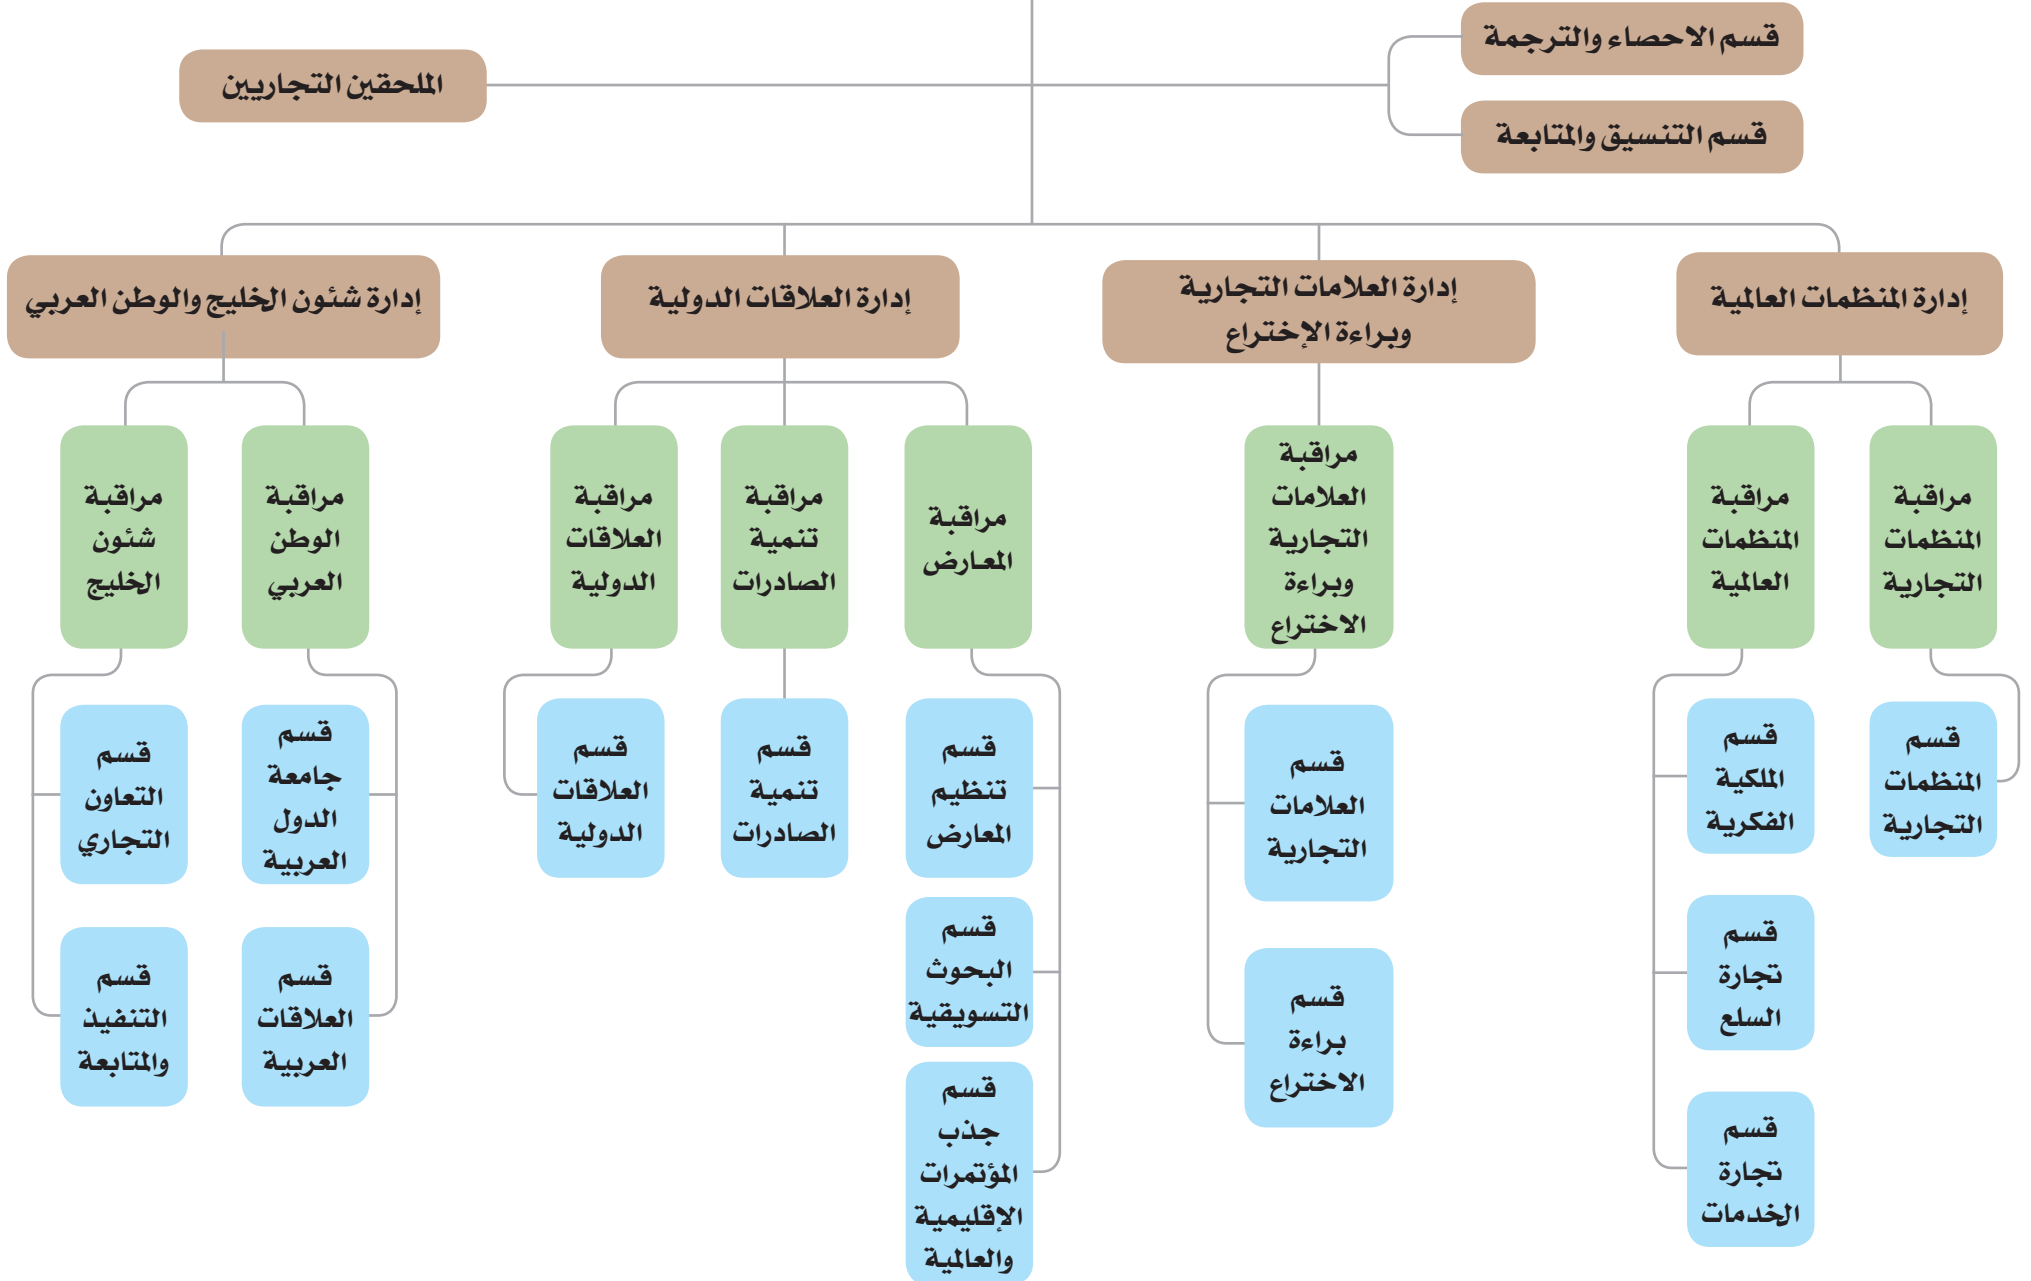 قسم الاحصاء والترجمة
الملحقين التجاريين
قسم التنسيق والمتابعة
إدارة المنظمات العالمية
إدارة العلامات التجارية
وبراءة الإختراع
إدارة العلاقات الدولية
إدارة شئون الخليج والوطن العربي
مراقبة
المنظمات
التجارية
مراقبة
المنظمات
العالمية
مراقبة
العلامات
التجارية
وبراءة
الاختراع
مراقبة
المعارض
مراقبة
تنمية
الصادرات
مراقبة
العلاقات
الدولية
مراقبة
الوطن
العربي
مراقبة
شئون
الخليج
قسم
المنظمات
التجارية
قسم
الملكية
الفكرية
قسم
تجارة
السلع
قسم
تجارة
الخدمات
قسم
العلامات
التجارية
قسم
براءة
الاختراع
قسم
تنظيم
المعارض
قسم
البحوث
التسويقية
قسم
جذب
المؤتمرات
الإقليمية
والعالمية
قسم
تنمية
الصادرات
قسم
العلاقات
الدولية
قسم
جامعة
الدول
العربية
قسم
العلاقات
العربية
قسم
التعاون
التجاري
قسم
التنفيذ
والمتابعة